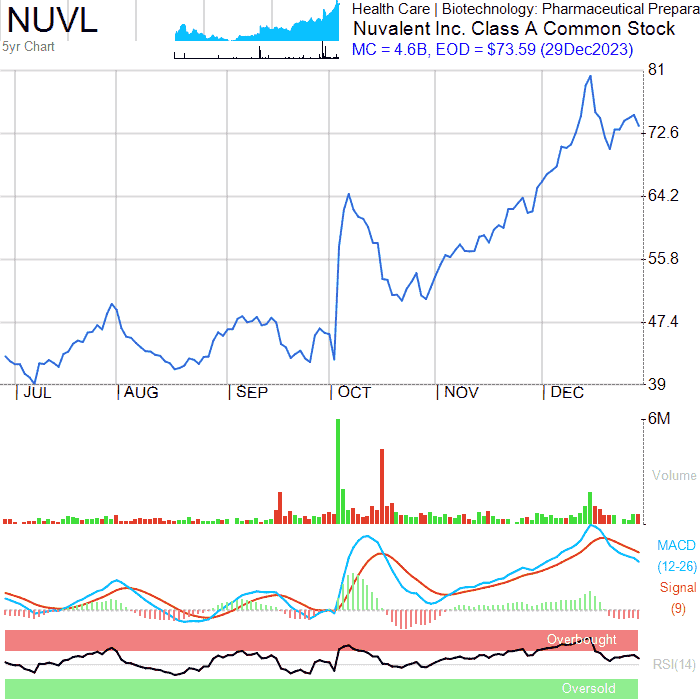 NUVL
5yr Chart
Health Care | Biotechnology: Pharmaceutical Prepara
Nuvalent Inc. Class A Common Stock
MC = 4.6B, EOD = $73.59 (29Dec2023)
81
72.6
64.2
55.8
47.4
39
| JUL | AUG | SEP | OCT | NOV | DEC
6M
Volume
MACD
(12-26)
Signal
(9)
Overbought
RSI(14)
Oversold